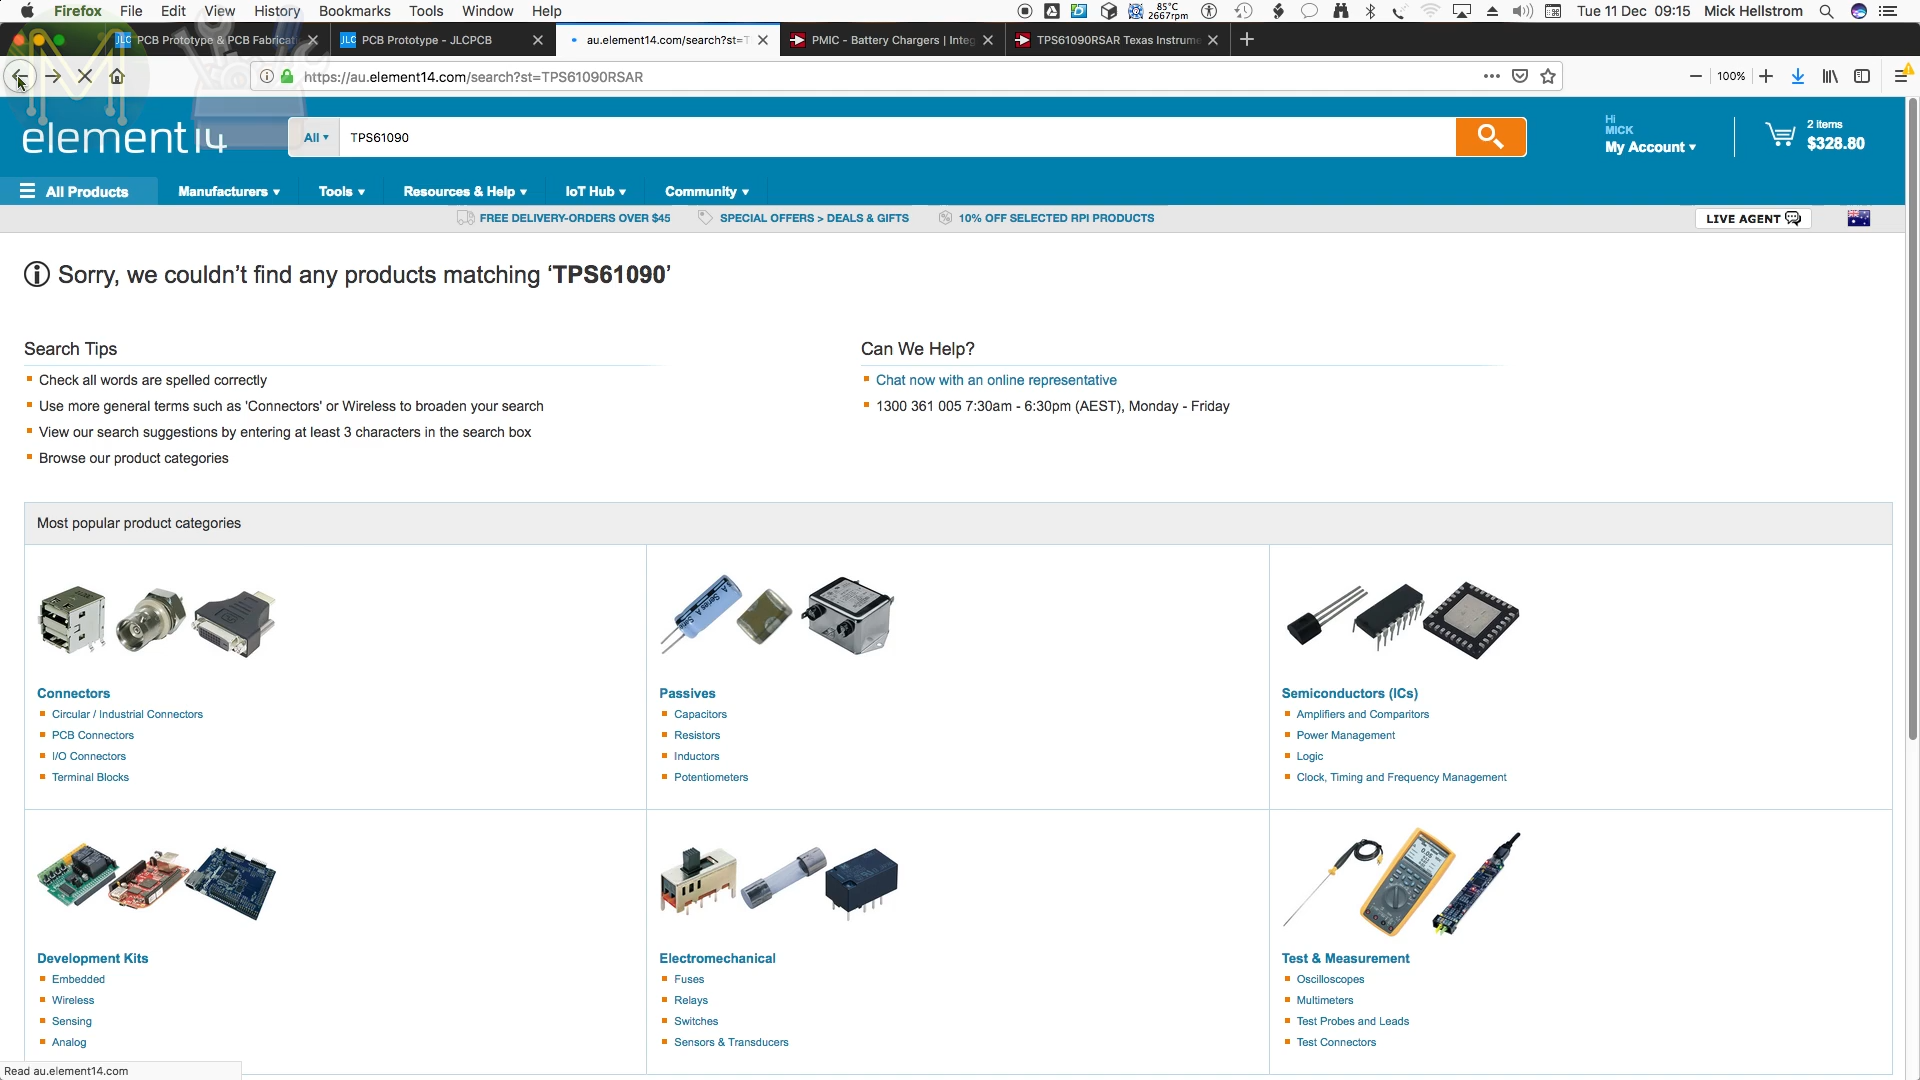 Firefox File Edit View History Bookmarks Tools Window Help
85°C
2667rpm
Tue 11 Dec 09:15 Mick Hellstrom
JLC PCB Prototype & PCB Fabricat
JLC PCB Prototype - JLCPCB
au.element14.com/search?st=T
PMIC - Battery Chargers | Integ
TPS61090RSAR Texas Instrume
https://au.element14.com/search?st=TPS61090RSAR
100%
element14
All
TPS61090
Hi
MICK
My Account
2 items
$328.80
All Products
Manufacturers
Tools
Resources & Help
IoT Hub
Community
FREE DELIVERY-ORDERS OVER $45
SPECIAL OFFERS > DEALS & GIFTS
10% OFF SELECTED RPI PRODUCTS
LIVE AGENT
Sorry, we couldn't find any products matching ‘TPS61090’
Search Tips
Check all words are spelled correctly
Use more general terms such as 'Connectors' or Wireless to broaden your search
View our search suggestions by entering at least 3 characters in the search box
Browse our product categories
Can We Help?
Chat now with an online representative
1300 361 005 7:30am - 6:30pm (AEST), Monday - Friday
Most popular product categories
Connectors
Circular / Industrial Connectors
PCB Connectors
I/O Connectors
Terminal Blocks
Passives
Capacitors
Resistors
Inductors
Potentiometers
Semiconductors (ICs)
Amplifiers and Comparitors
Power Management
Logic
Clock, Timing and Frequency Management
Development Kits
Embedded
Wireless
Sensing
Analog
Electromechanical
Fuses
Relays
Switches
Sensors & Transducers
Test & Measurement
Oscilloscopes
Multimeters
Test Probes and Leads
Test Connectors
Read au.element14.com